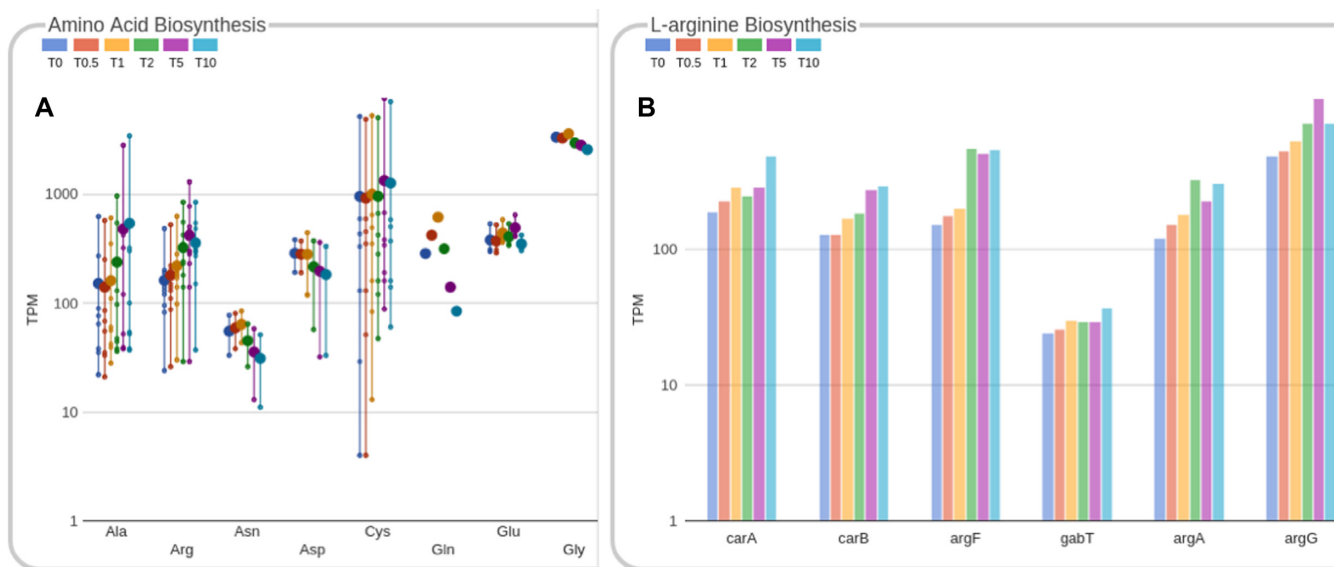 Amino Acid Biosynthesis
T0 T0.5 T1 T2 T5 T10
A
1000
100
10
1
TPM
Ala Arg Asn Asp Cys Gln Glu Gly
L-arginine Biosynthesis
T0 T0.5 T1 T2 T5 T10
B
100
10
1
TPM
carA carB argF gabT argA argG